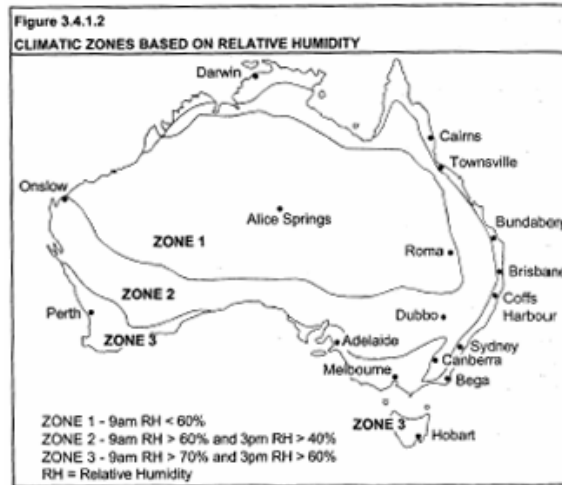 Figure 3.4.1.2
CLIMATIC ZONES BASED ON RELATIVE HUMIDITY
Darwin
Cairns
Townsville
Onslow
Alice Springs
Bundaberg
ZONE 1
Roma
Brisbane
ZONE 2
Coffs
Harbour
Perth
Dubbo
ZONE 3
Adelaide
Sydney
Canberra
Melbourne
Bega
ZONE 1 - 9am RH < 60%
ZONE 3
ZONE 2 - 9am RH > 60% and 3pm RH > 40%
Hobart
ZONE 3 - 9am RH > 70% and 3pm RH > 60%
RH = Relative Humidity